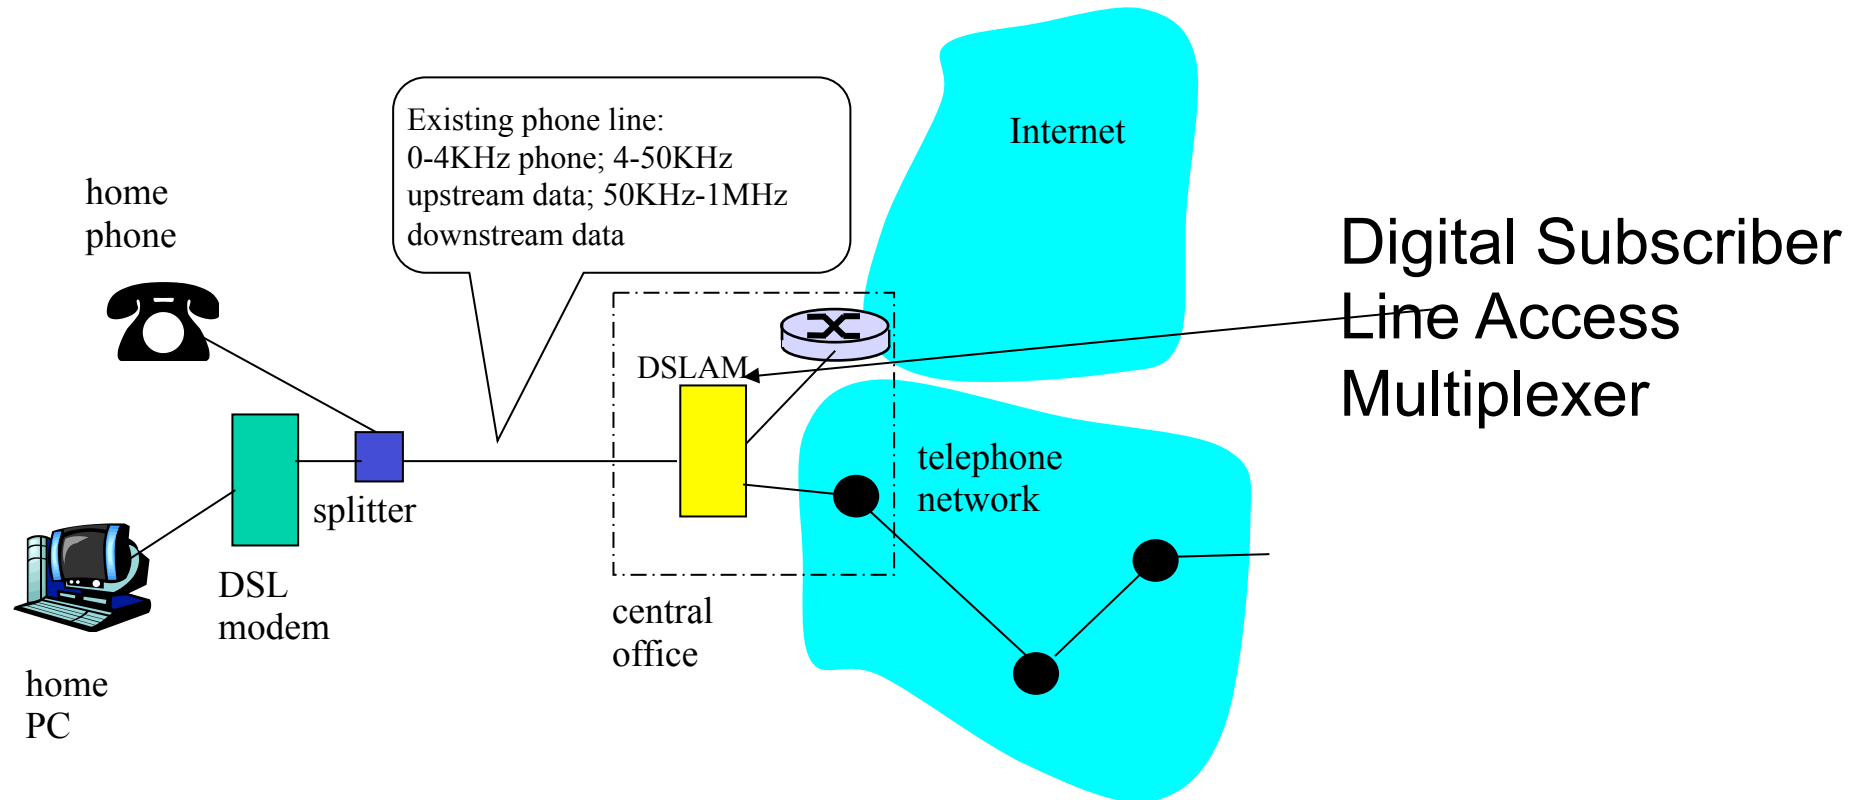 Existing phone line:
0-4KHz phone; 4-50KHz
upstream data; 50KHz-1MHz
downstream data
Internet
home
phone
Digital Subscriber
Line Access
Multiplexer
DSLAM
telephone
network
splitter
DSL
modem
central
office
home
PC